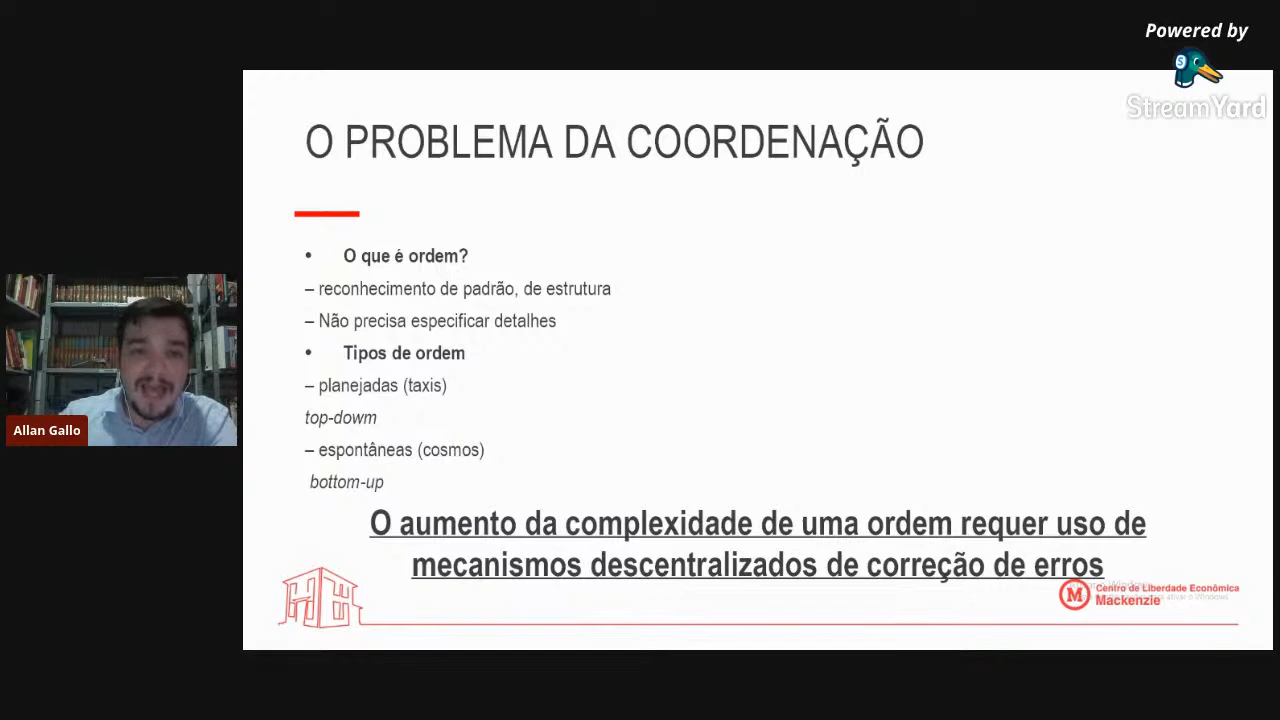 Powered by
StreamYard
O PROBLEMA DA COORDENAÇÃO
• O que é ordem?
– reconhecimento de padrão, de estrutura
– Não precisa especificar detalhes
• Tipos de ordem
– planejadas (taxis)
top-dowm
– espontâneas (cosmos)
bottom-up
O aumento da complexidade de uma ordem requer uso de
mecanismos descentralizados de correção de erros
Allan Gallo
M
Centro de Liberdade Econômica
Mackenzie
ativar o Windows